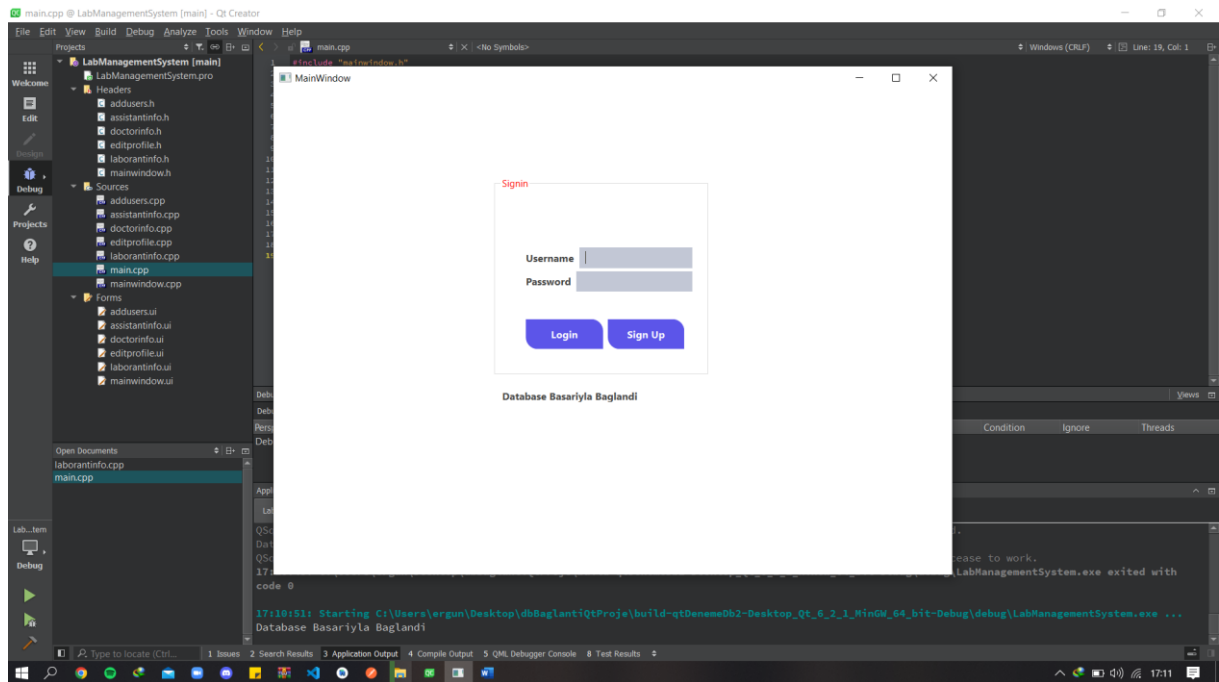 main.cpp @ LabManagementSystem [main] - Qt Creator
File Edit View Build Debug Analyze Tools Window Help
Projects
main.cpp
<No Symbols>
Windows (CRLF)
Line: 19, Col: 1
Welcome
Edit
Design
Debug
Projects
Help
LabManagementSystem [main]
LabManagementSystem.pro
Headers
addusers.h
assistantinfo.h
doctorinfo.h
editprofile.h
laborantinfo.h
mainwindow.h
Sources
addusers.cpp
assistantinfo.cpp
doctorinfo.cpp
editprofile.cpp
laborantinfo.cpp
main.cpp
mainwindow.cpp
Forms
addusers.ui
assistantinfo.ui
doctorinfo.ui
editprofile.ui
laborantinfo.ui
mainwindow.ui
1 #include "mainwindow.h"
MainWindow
Signin
Username
Password
Login Sign Up
Database Basariyla Baglandi
Views
Condition Ignore Threads
Open Documents
laborantinfo.cpp
main.cpp
Lab...tem
Debug
cease to work.
\LabManagementSystem.exe exited with
code 0
17:10:51: Starting C:\Users\ergun\Desktop\dbBaglantiQtProje\build-qtDenemeDb2-Desktop_Qt_6_2_1_MinGW_64_bit-Debug\debug\LabManagementSystem.exe ...
Database Basariyla Baglandi
Type to locate (Ctrl...
1 Issues 2 Search Results 3 Application Output 4 Compile Output 5 QML Debugger Console 8 Test Results
17:11